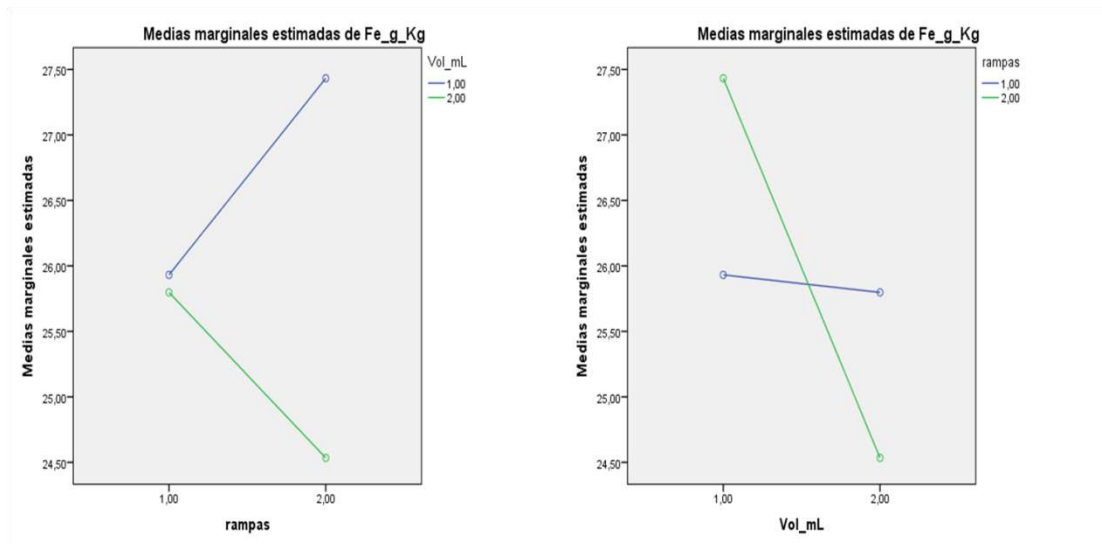 Medias marginales estimadas de Fe_g_Kg
Vol_mL
1,00
2,00
27,50
27,00
26,50
26,00
25,50
25,00
24,50
Medias marginales estimadas
1,00
2,00
rampas
Medias marginales estimadas de Fe_g_Kg
rampas
1,00
2,00
27,50
27,00
26,50
26,00
25,50
25,00
24,50
Medias marginales estimadas
1,00
2,00
Vol_mL